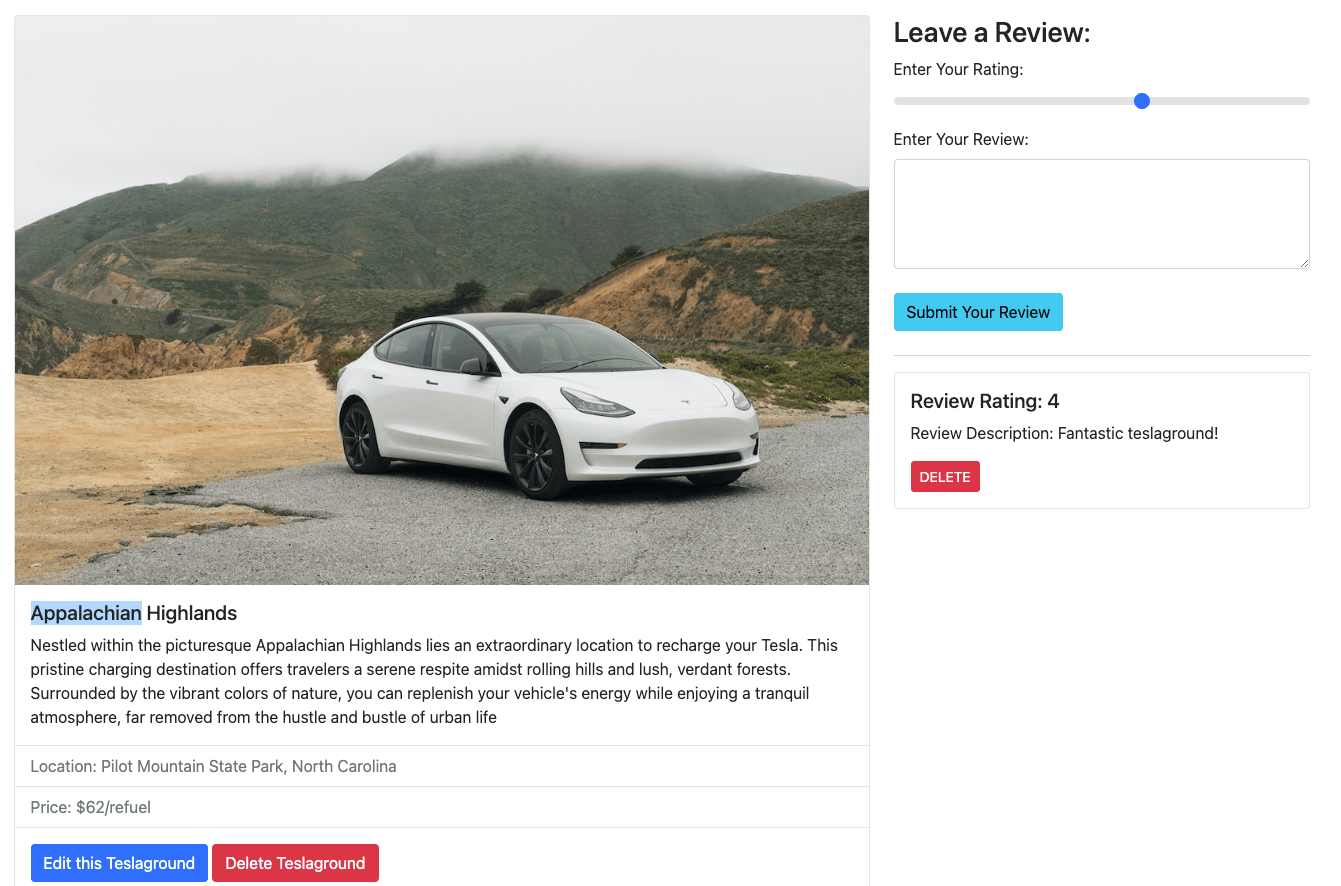 Leave a Review:
Enter Your Rating:
Enter Your Review:
Submit Your Review
Review Rating: 4
Review Description: Fantastic teslaground!
DELETE
Appalachian Highlands
Nestled within the picturesque Appalachian Highlands lies an extraordinary location to recharge your Tesla. This
pristine charging destination offers travelers a serene respite amidst rolling hills and lush, verdant forests.
Surrounded by the vibrant colors of nature, you can replenish your vehicle's energy while enjoying a tranquil
atmosphere, far removed from the hustle and bustle of urban life
Location: Pilot Mountain State Park, North Carolina
Price: $62/refuel
Edit this Teslaground
Delete Teslaground